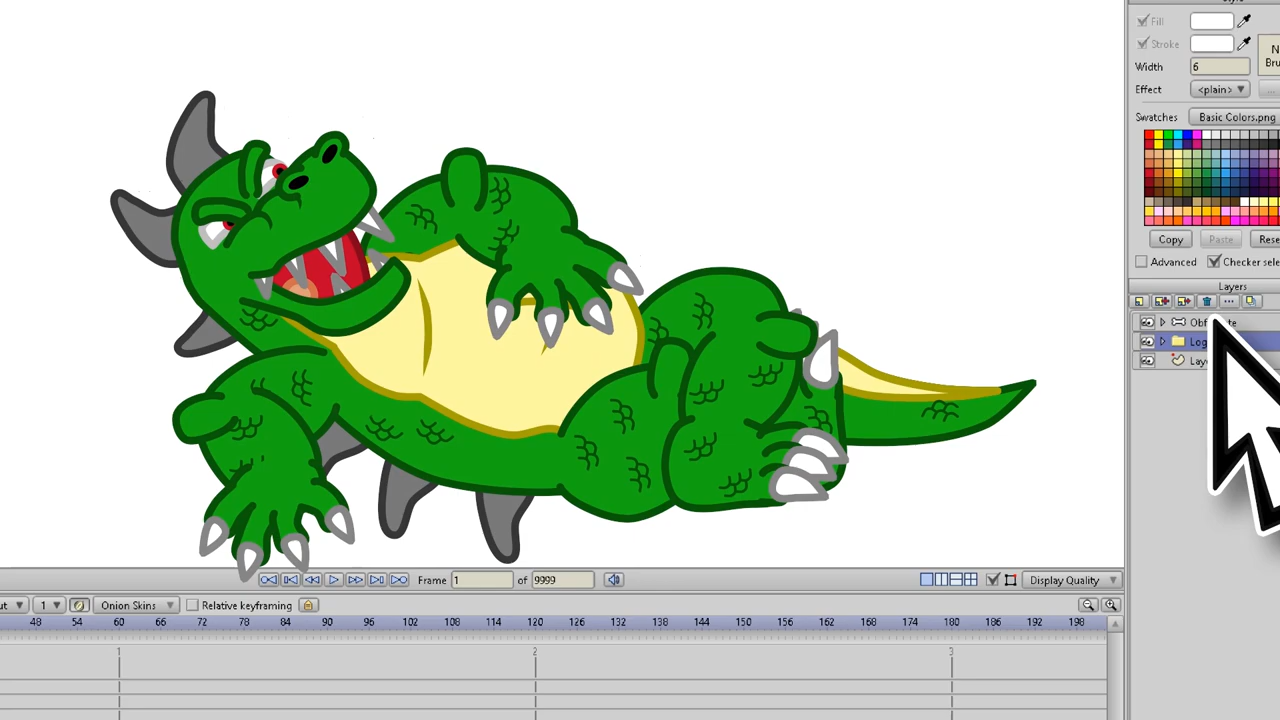 Fill
Stroke
Width 6
Effect <plain>
Swatches Basic Colors.png
Copy Paste
Advanced Checker
Layers
Frame 1 of 9999 Display Quality
1 Onion Skins Relative keyframing
48 54 60 66 72 78 84 90 96 102 108 114 120 126 132 138 144 150 156 162 168 174 180 186 192 198
1 2 3